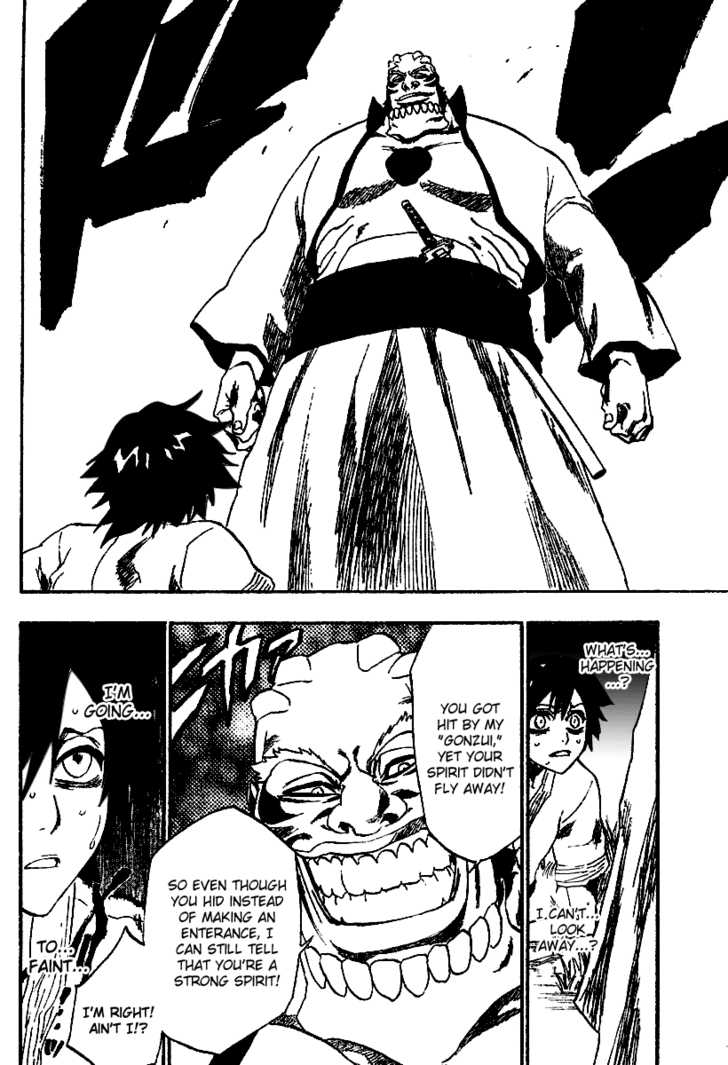 WHAT'S...
HAPPENING
...?
I CAN'T...
LOOK
AWAY...?
YOU GOT
HIT BY MY
"GONZUI,"
YET YOUR
SPIRIT DIDN'T
FLY AWAY!
SO EVEN THOUGH
YOU HID INSTEAD
OF MAKING AN
ENTERANCE, I
CAN STILL TELL
THAT YOU'RE A
STRONG SPIRIT!
I'M RIGHT!
AIN'T I!?
I'M
GOING...
TO...
FAINT...